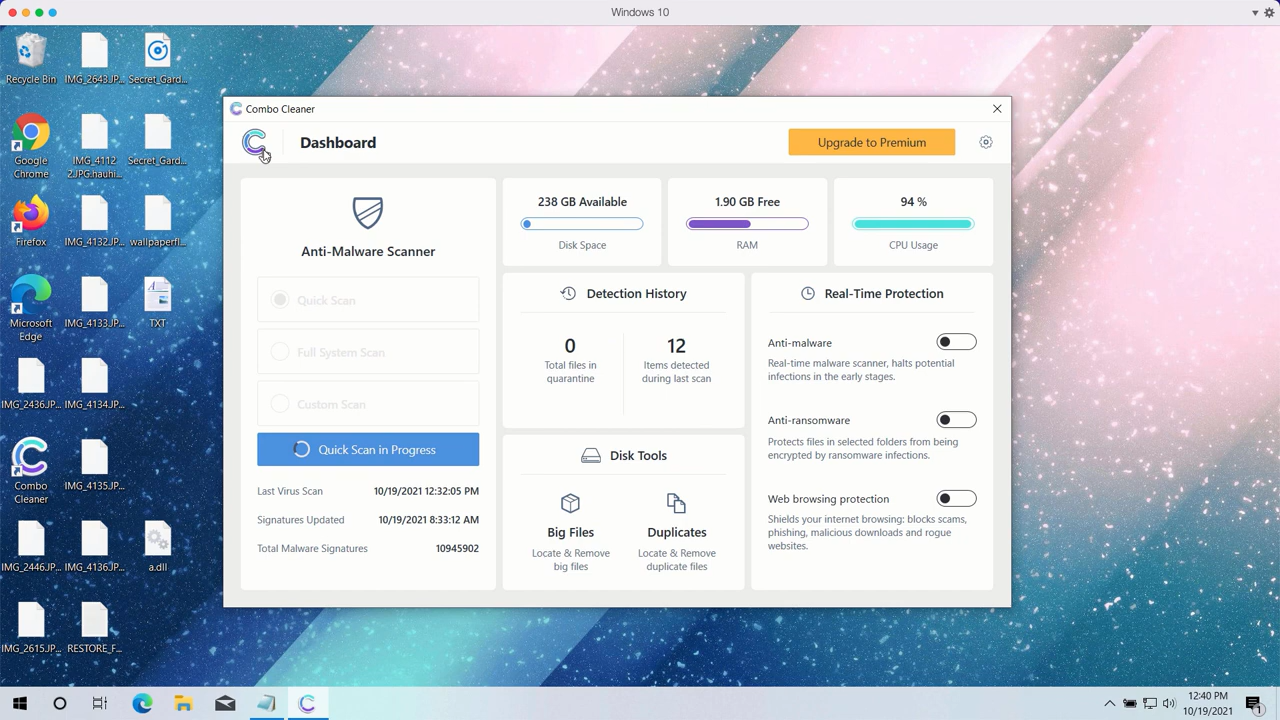 Windows 10
Recycle Bin
IMG_2643.JP...
Secret_Gard...
Google
Chrome
IMG_4112
2.JPG.hauhi...
Secret_Gard...
Firefox
IMG_4132.JP...
wallpaperfl...
Microsoft
Edge
IMG_4133.JP...
TXT
IMG_2436.JP...
IMG_4134.JP...
Combo
Cleaner
IMG_4135.JP...
IMG_2446.JP...
IMG_4136.JP...
a.dll
IMG_2615.JP...
RESTORE_F...
Combo Cleaner
Dashboard
Upgrade to Premium
Anti-Malware Scanner
Quick Scan
Full System Scan
Custom Scan
Quick Scan in Progress
Last Virus Scan 10/19/2021 12:32:05 PM
Signatures Updated 10/19/2021 8:33:12 AM
Total Malware Signatures 10945902
238 GB Available
Disk Space
1.90 GB Free
RAM
94 %
CPU Usage
Detection History
0
Total files in
quarantine
12
Items detected
during last scan
Disk Tools
Big Files
Locate & Remove
big files
Duplicates
Locate & Remove
duplicate files
Real-Time Protection
Anti-malware
Real-time malware scanner, halts potential
infections in the early stages.
Anti-ransomware
Protects files in selected folders from being
encrypted by ransomware infections.
Web browsing protection
Shields your internet browsing: blocks scams,
phishing, malicious downloads and rogue
websites.
12:40 PM
10/19/2021
1